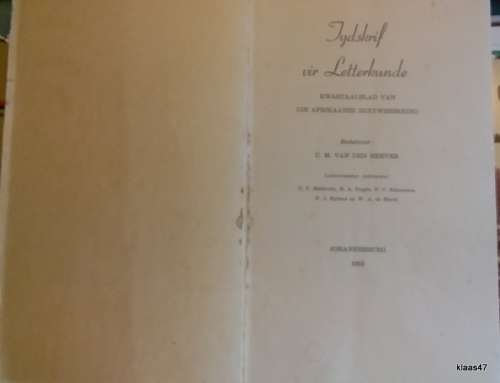 Tydskrif
vir Letterkunde
KWARTAALBLAD VAN
DIE AFRIKAANSE SKRYWERSKRING
Redakteur
C. M. VAN DEN HEEVER
JOHANNESBURG
klaas47